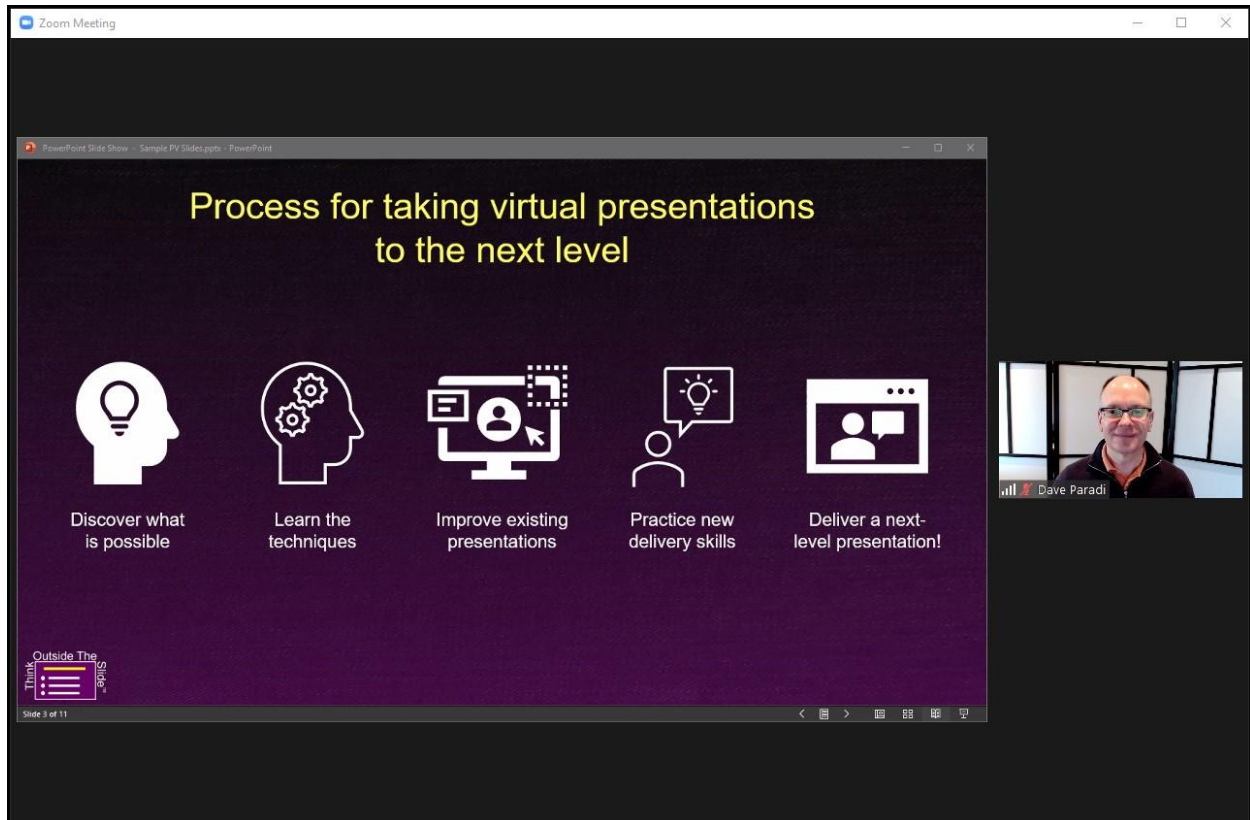 Zoom Meeting
PowerPoint Slide Show - Sample PV Slides.pptx - PowerPoint
Process for taking virtual presentations
to the next level
Discover what
is possible
Learn the
techniques
Improve existing
presentations
Practice new
delivery skills
Deliver a next-
level presentation!
Think
Outside The
Slide™
Slide 3 of 11
Dave Paradi